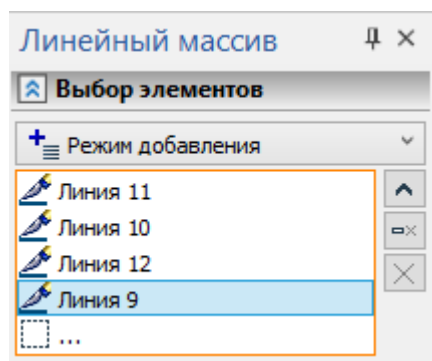 Линейный массив
Выбор элементов
Режим добавления
Линия 11
Линия 10
Линия 12
Линия 9
...